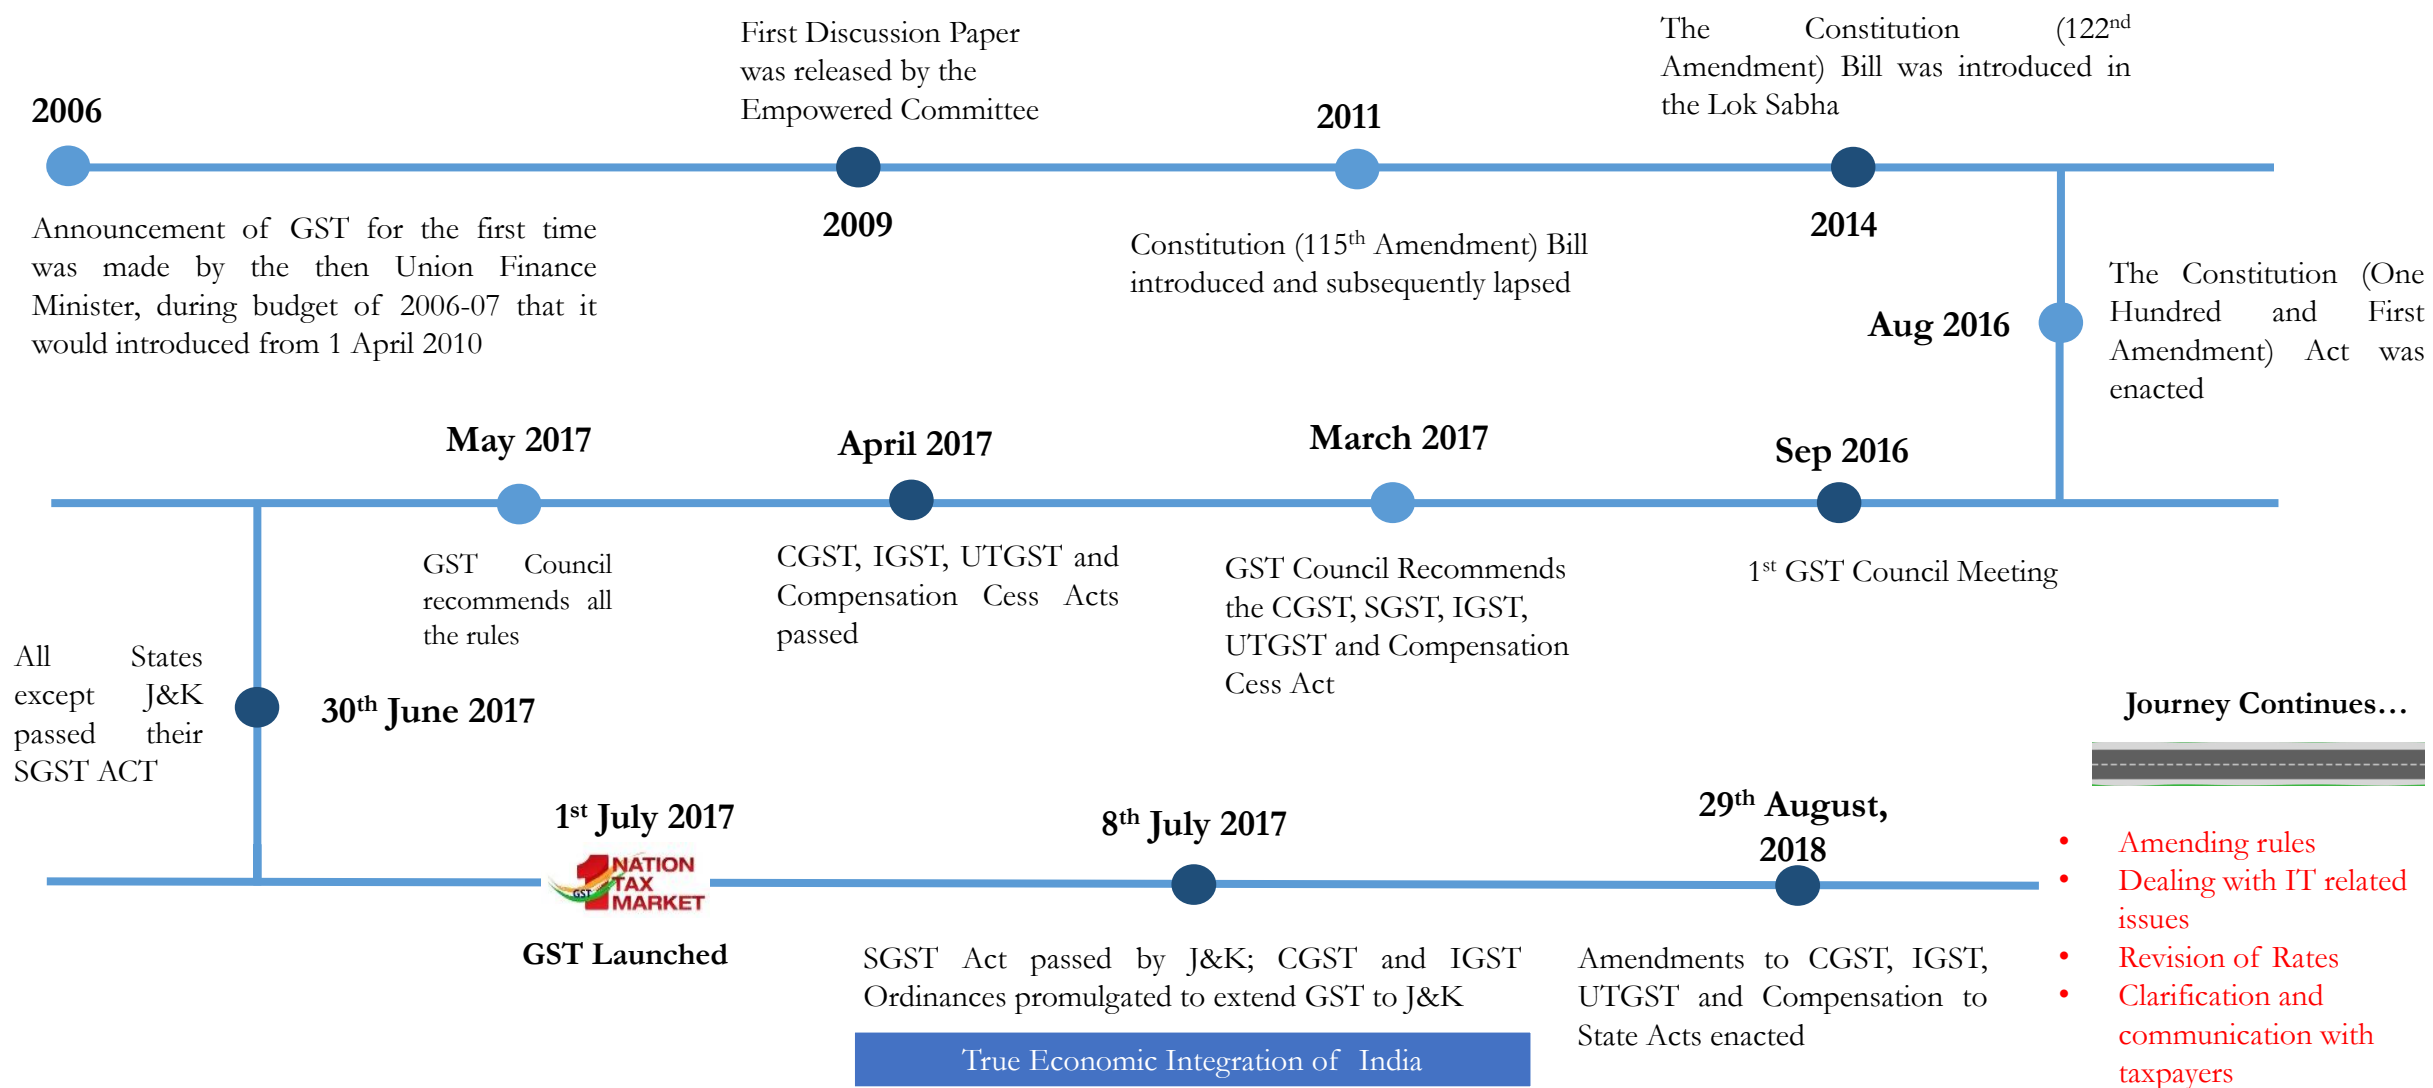 2006
Announcement of GST for the first time
was made by the then Union Finance
Minister, during budget of 2006-07 that it
would introduced from 1 April 2010
First Discussion Paper
was released by the
Empowered Committee
2009
2011
Constitution (115th Amendment) Bill
introduced and subsequently lapsed
The Constitution (122nd
Amendment) Bill was introduced in
the Lok Sabha
2014
Aug 2016
The Constitution (One
Hundred and First
Amendment) Act was
enacted
Sep 2016
1st GST Council Meeting
March 2017
GST Council Recommends
the CGST, SGST, IGST,
UTGST and Compensation
Cess Act
April 2017
CGST, IGST, UTGST and
Compensation Cess Acts
passed
May 2017
GST Council
recommends all
the rules
All States
except J&K
passed their
SGST ACT
30th June 2017
1st July 2017
1 NATION
TAX
MARKET
GST
GST Launched
8th July 2017
SGST Act passed by J&K; CGST and IGST
Ordinances promulgated to extend GST to J&K
True Economic Integration of India
29th August,
2018
Amendments to CGST, IGST,
UTGST and Compensation to
State Acts enacted
Journey Continues…
• Amending rules
• Dealing with IT related
issues
• Revision of Rates
• Clarification and
communication with
taxpayers